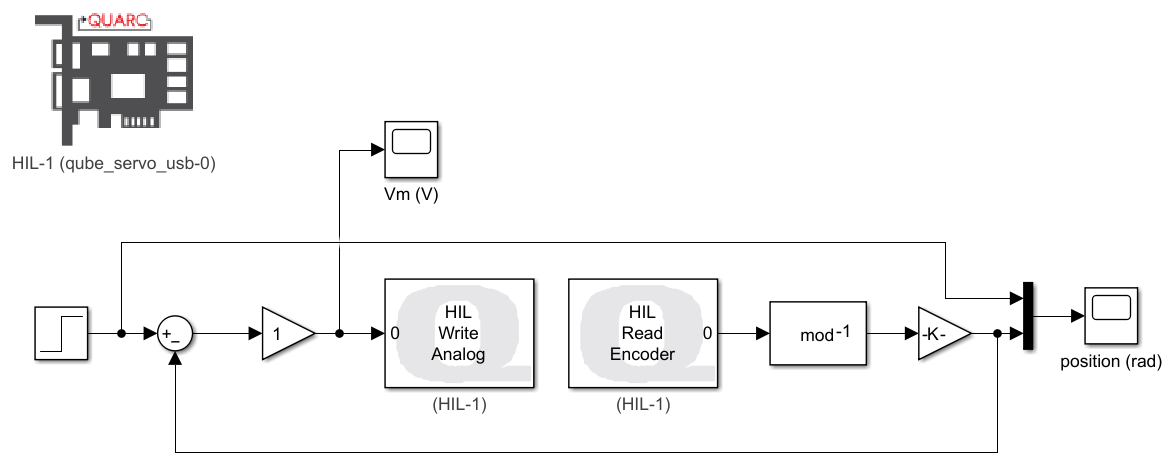 +QUARC
HIL-1 (qube_servo_usb-0)
Vm (V)
+_
1
0
HIL
Write
Analog
(HIL-1)
HIL
Read
Encoder
0
(HIL-1)
mod-1
-K-
position (rad)